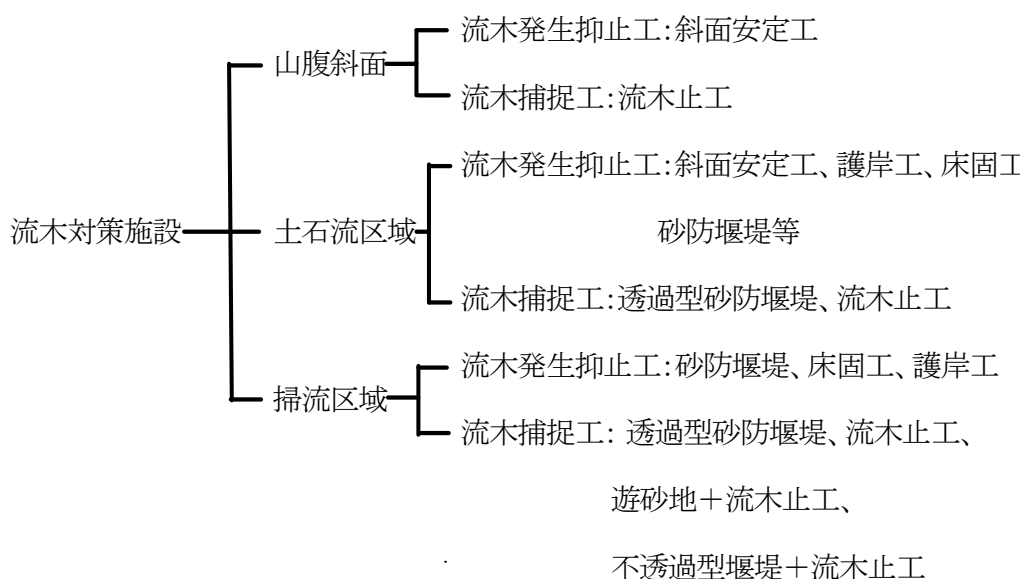 流木発生抑止工:斜面安定工
山腹斜面
流木捕捉工:流木止工
流木発生抑止工:斜面安定工、護岸工、床固工
流木対策施設
土石流区域
砂防堰堤等
流木捕捉工:透過型砂防堰堤、流木止工
流木発生抑止工:砂防堰堤、床固工、護岸工
掃流区域
流木捕捉工: 透過型砂防堰堤、流木止工、
遊砂地+流木止工、
不透過型堰堤+流木止工